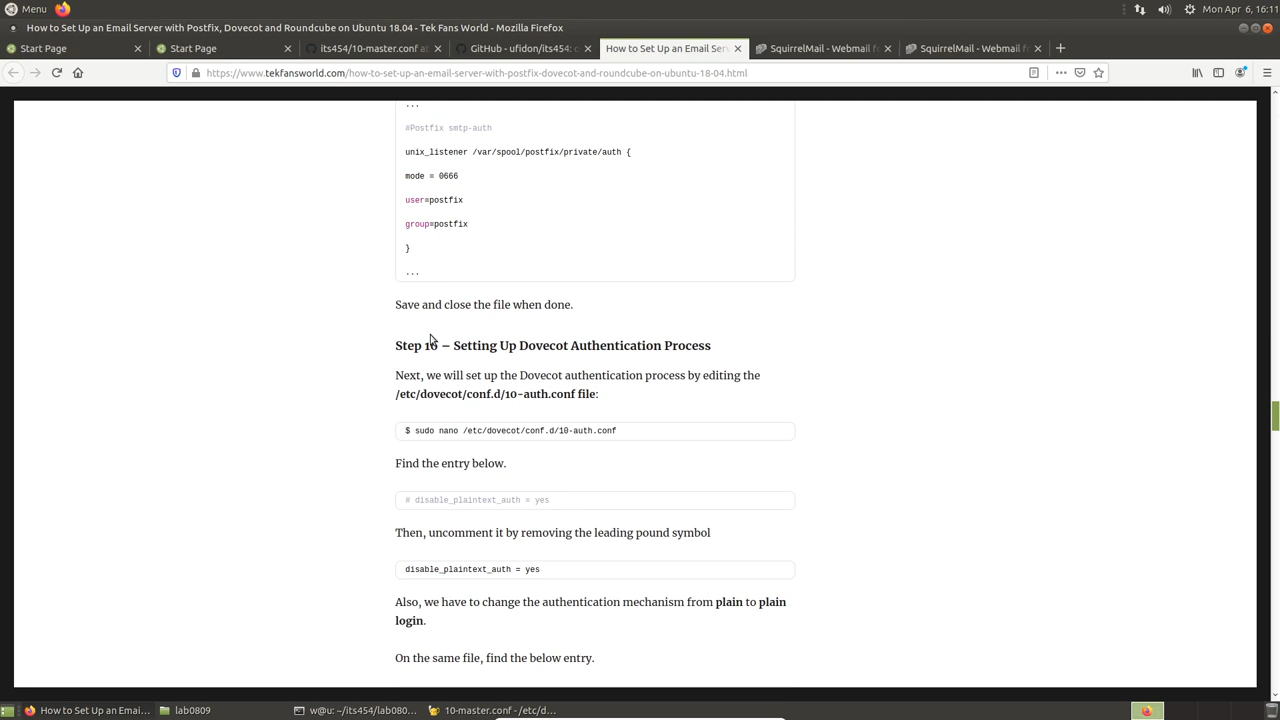 Menu
Mon Apr 6, 16:11
How to Set Up an Email Server with Postfix, Dovecot and Roundcube on Ubuntu 18.04 - Tek Fans World - Mozilla Firefox
Start Page
Start Page
its454/10-master.conf at
GitHub - ufidon/its454: c
How to Set Up an Email Serv
SquirrelMail - Webmail f
SquirrelMail - Webmail f
https://www.tekfansworld.com/how-to-set-up-an-email-server-with-postfix-dovecot-and-roundcube-on-ubuntu-18-04.html
...
#Postfix smtp-auth
unix_listener /var/spool/postfix/private/auth {
mode = 0666
user=postfix
group=postfix
}
...
Save and close the file when done.
Step 16 – Setting Up Dovecot Authentication Process
Next, we will set up the Dovecot authentication process by editing the
/etc/dovecot/conf.d/10-auth.conf file:
$ sudo nano /etc/dovecot/conf.d/10-auth.conf
Find the entry below.
# disable_plaintext_auth = yes
Then, uncomment it by removing the leading pound symbol
disable_plaintext_auth = yes
Also, we have to change the authentication mechanism from plain to plain
login.
On the same file, find the below entry.
How to Set Up an Emai...
lab0809
w@u: ~/its454/lab080...
10-master.conf - /etc/d...